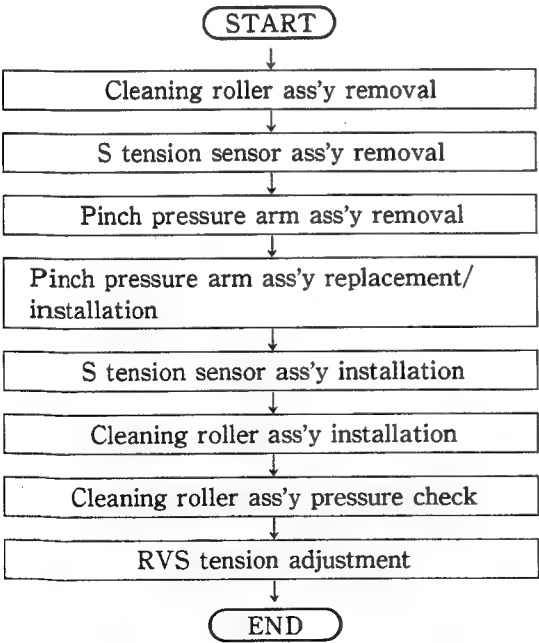 START
Cleaning roller ass'y removal
S tension sensor ass'y removal
Pinch pressure arm ass'y removal
Pinch pressure arm ass'y replacement/
installation
S tension sensor ass'y installation
Cleaning roller ass'y installation
Cleaning roller ass'y pressure check
RVS tension adjustment
END